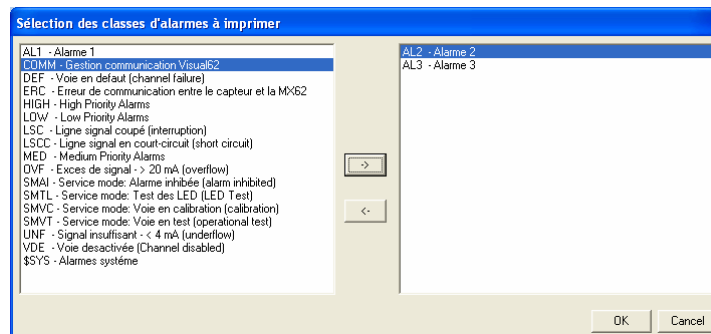 Sélection des classes d'alarmes à imprimer
AL1 - Alarme 1
COMM - Gestion communication Visual62
DEF - Voie en defaut (channel failure)
ERC - Erreur de communication entre le capteur et la MX62
HIGH - High Priority Alarms
LOW - Low Priority Alarms
LSC - Ligne signal coupé (interruption)
LSCC - Ligne signal en court-circuit (short circuit)
MED - Medium Priority Alarms
OVF - Exces de signal - > 20 mA (overflow)
SMAI - Service mode: Alarme inhibée (alarm inhibited)
SMTL - Service mode: Test des LED (LED Test)
SMVC - Service mode: Voie en calibration (calibration)
SMVT - Service mode: Voie en test (operational test)
UNF - Signal insuffisant - < 4 mA (underflow)
VDE - Voie desactivée (Channel disabled)
$SYS - Alarmes systéme
->
<-
AL2 - Alarme 2
AL3 - Alarme 3
OK
Cancel